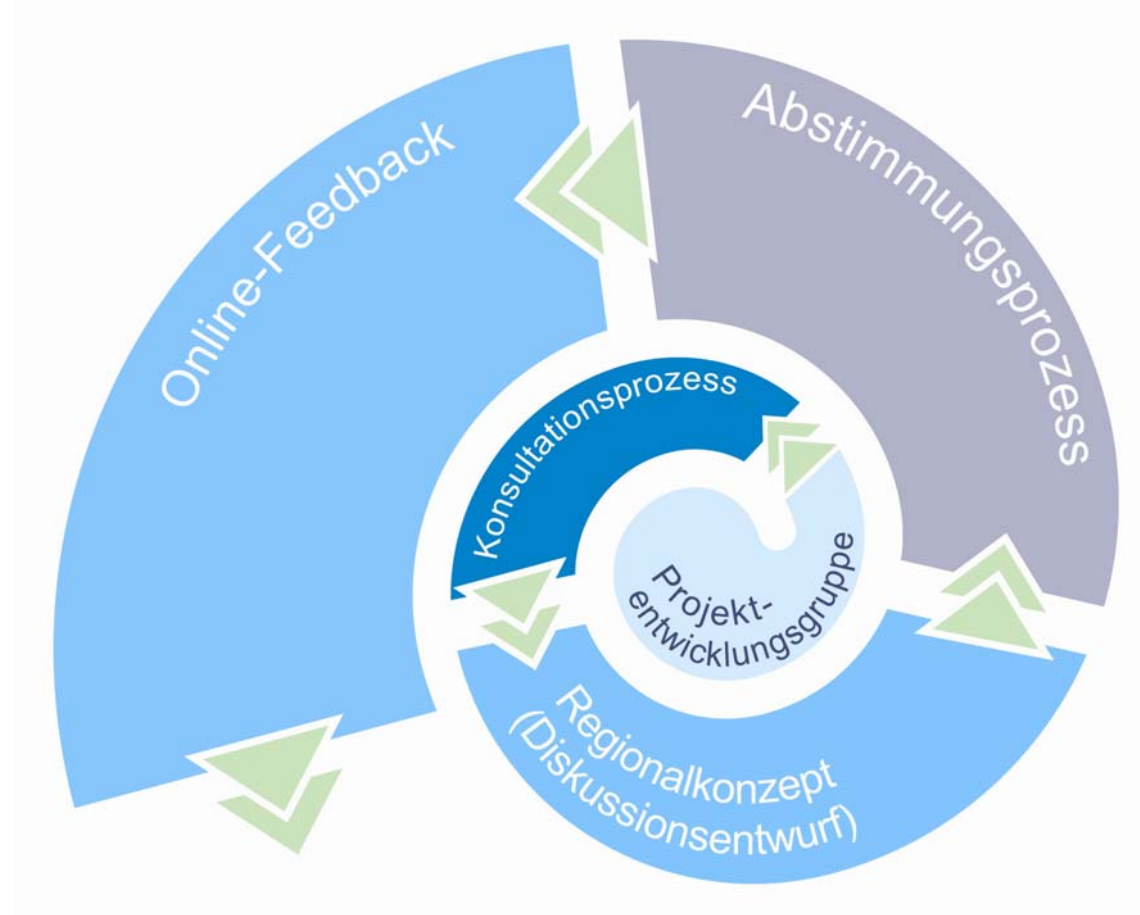 Online-Feedback
Abstimmungsprozess
Konsultationsprozess
Projekt-
entwicklungsgruppe
Regionalkonzept
(Diskussionsentwurf)